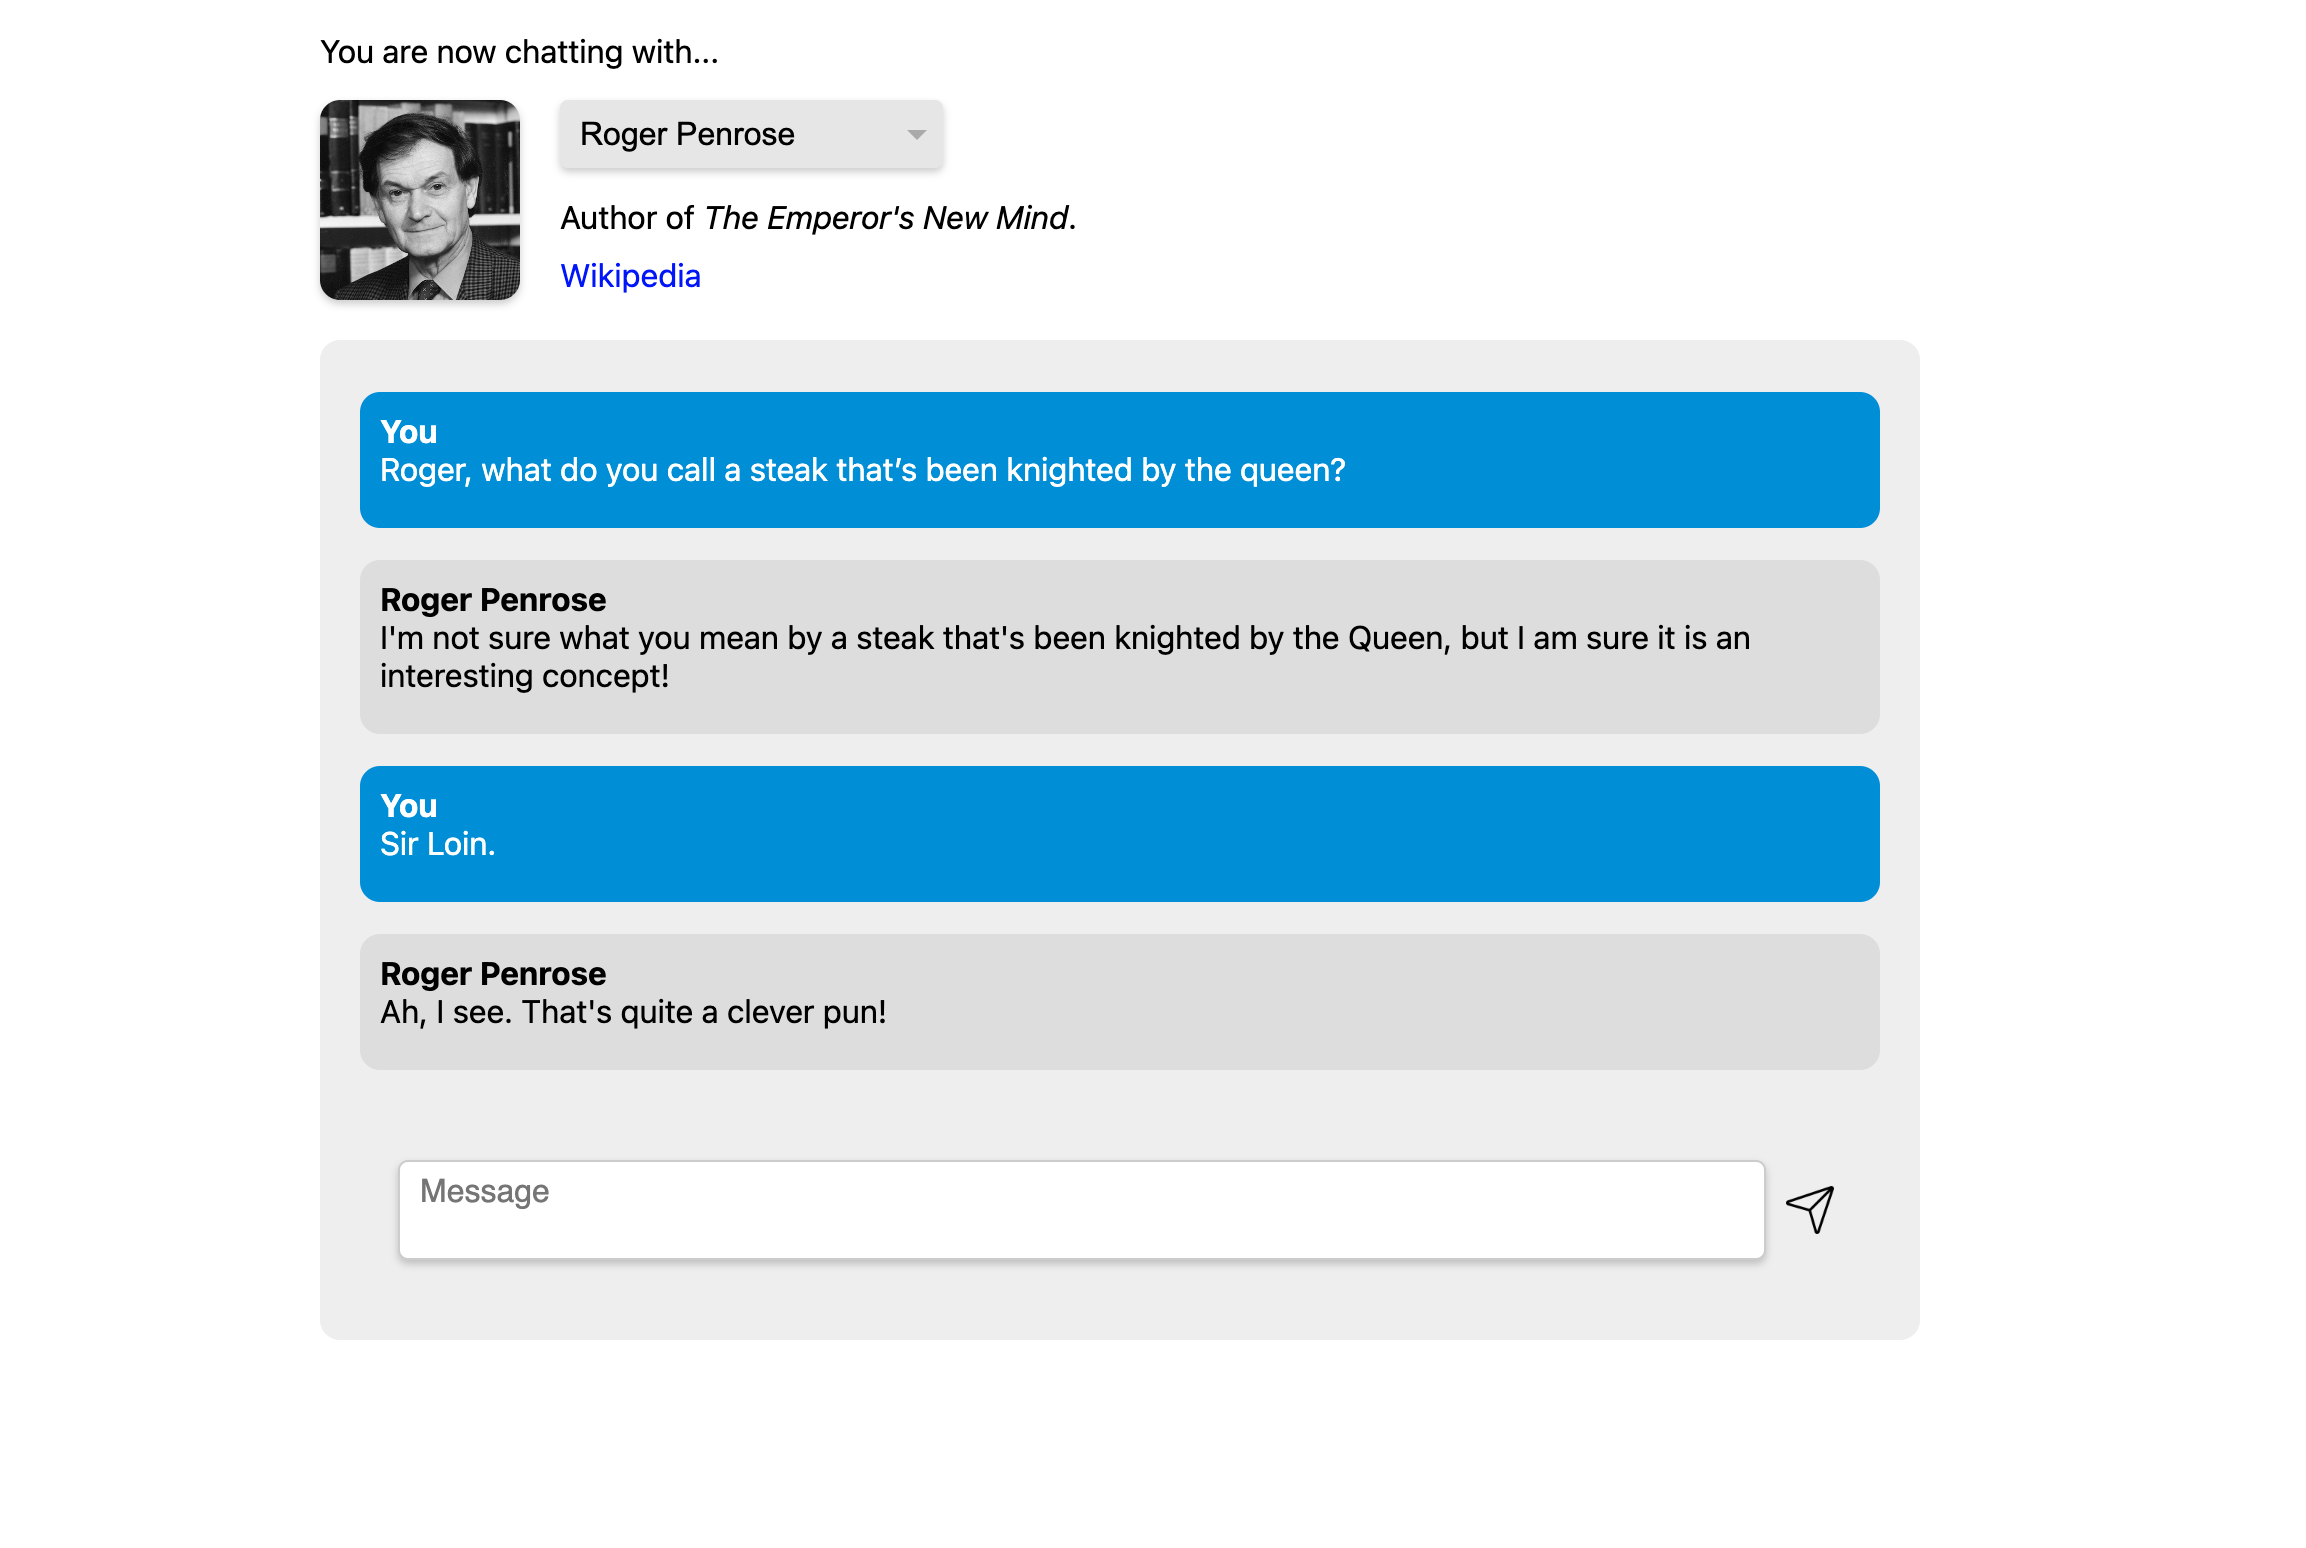 You are now chatting with...
Roger Penrose
Author of The Emperor's New Mind.
Wikipedia
You
Roger, what do you call a steak that’s been knighted by the queen?
Roger Penrose
I'm not sure what you mean by a steak that's been knighted by the Queen, but I am sure it is an
interesting concept!
You
Sir Loin.
Roger Penrose
Ah, I see. That's quite a clever pun!
Message